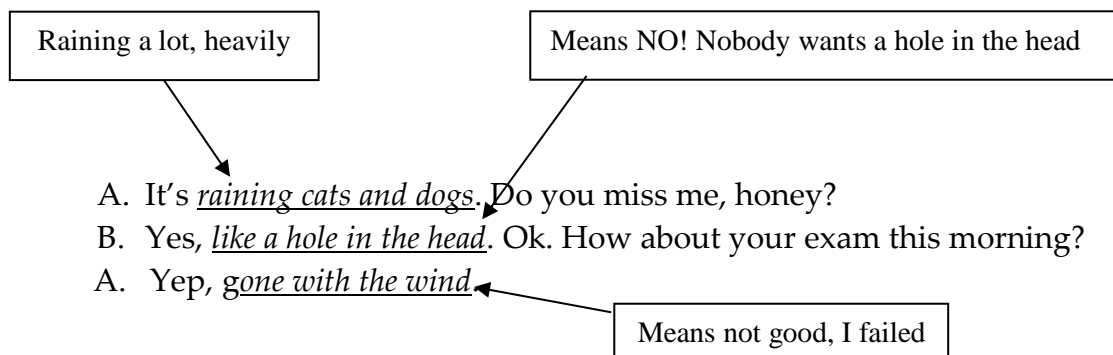 Raining a lot, heavily
Means NO! Nobody wants a hole in the head
A. It’s raining cats and dogs. Do you miss me, honey?
B. Yes, like a hole in the head. Ok. How about your exam this morning?
A. Yep, gone with the wind.
Means not good, I failed